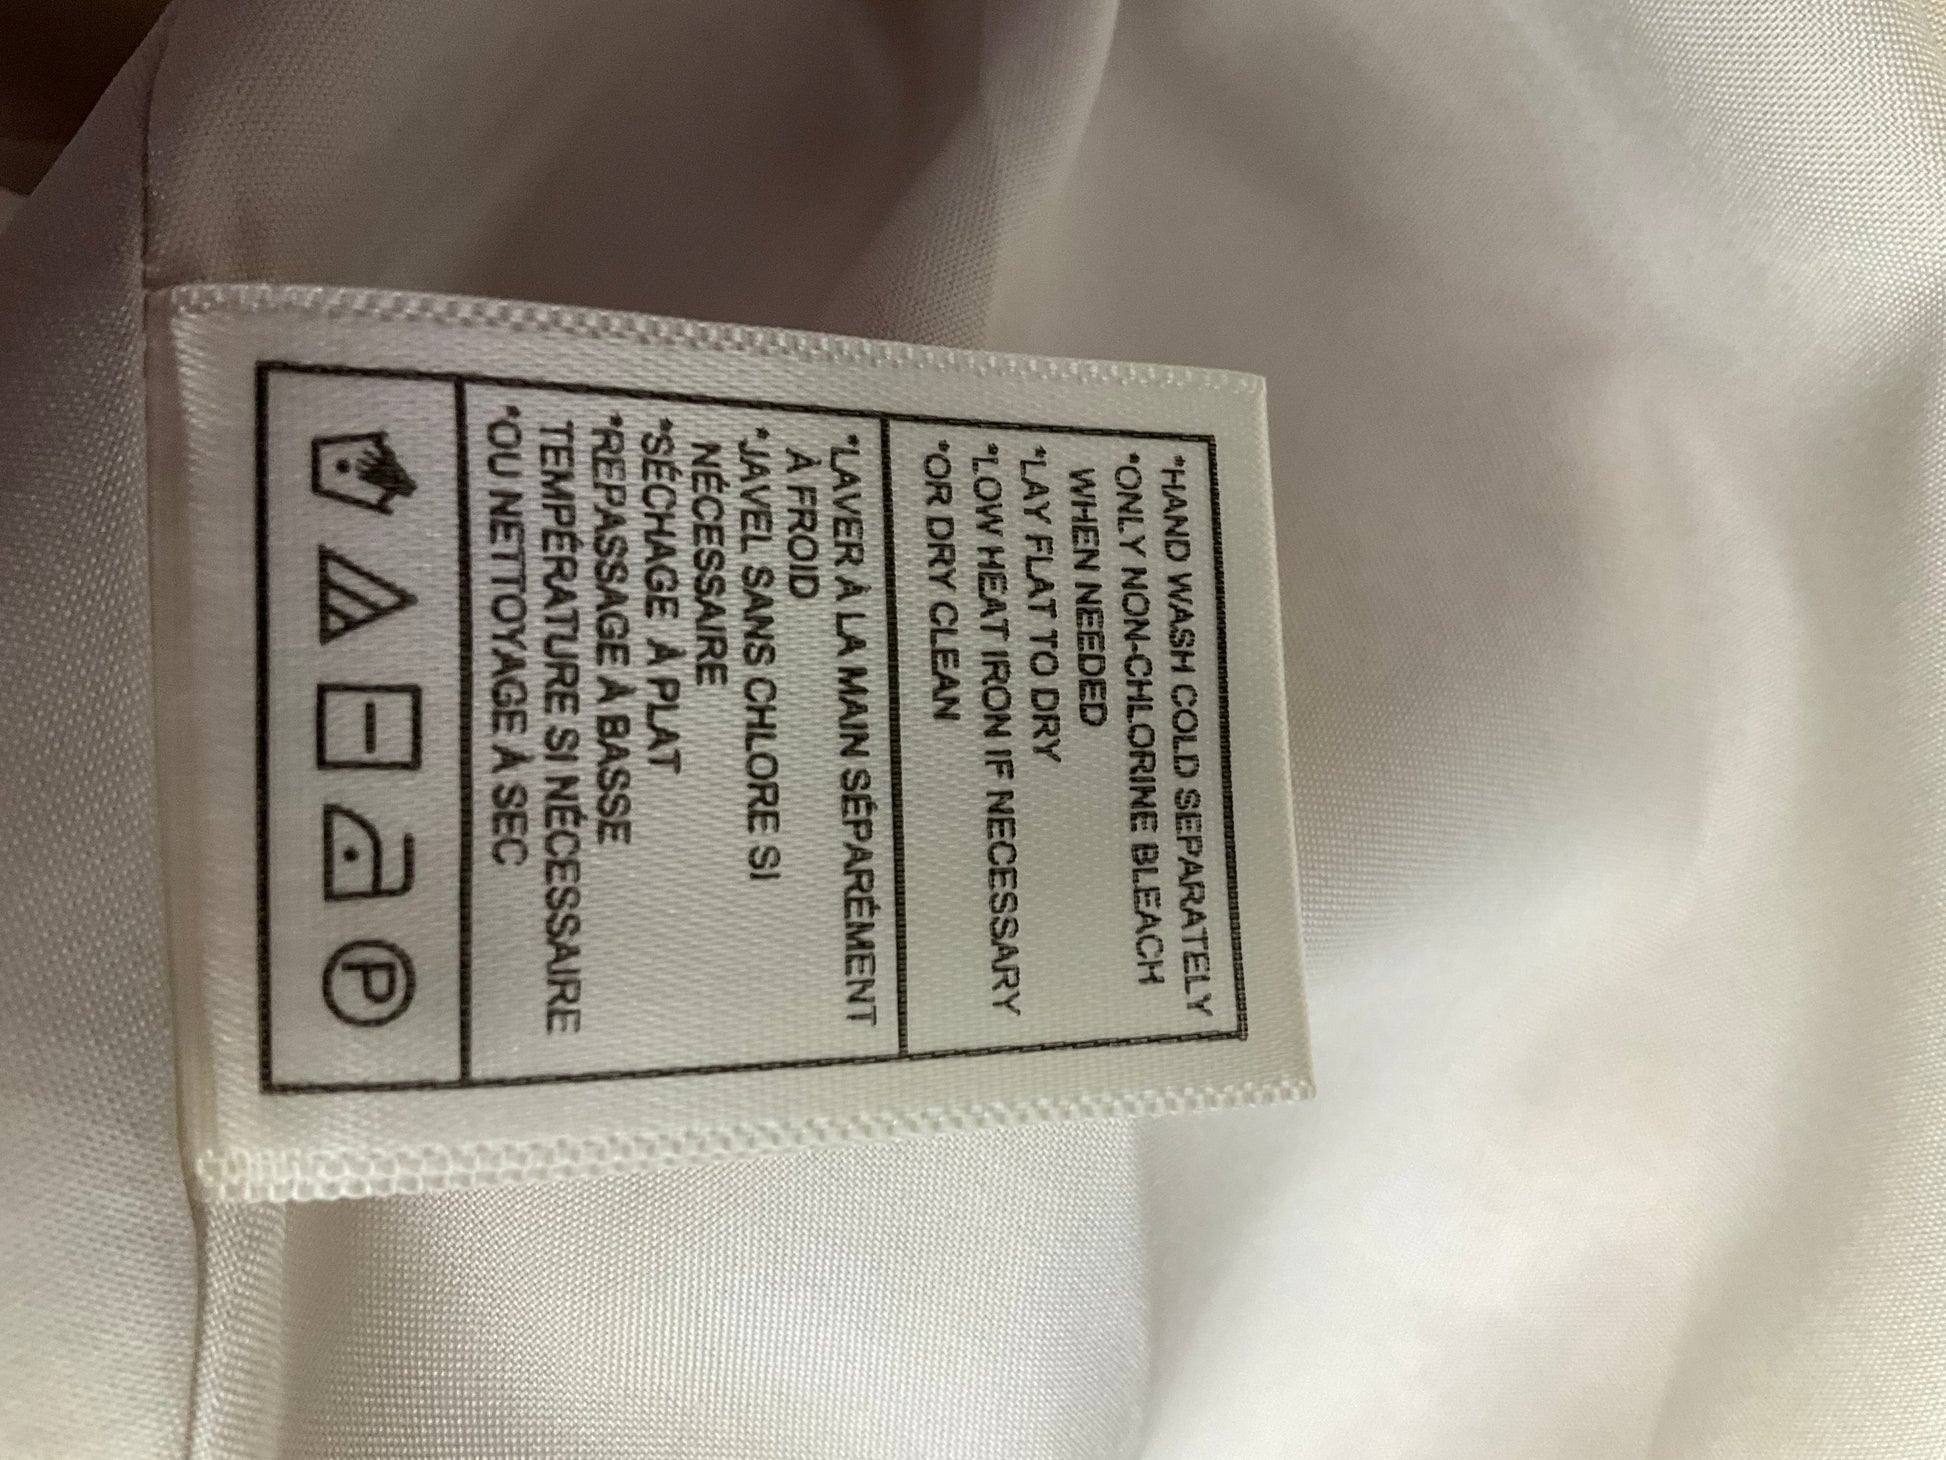 *HAND WASH COLD SEPARATELY
*ONLY NON-CHLORINE BLEACH
WHEN NEEDED
*LAY FLAT TO DRY
*LOW HEAT IRON IF NECESSARY
*OR DRY CLEAN
*LAVER À LA MAIN SÉPARÉMENT
À FROID
*JAVEL SANS CHLORE SI
NÉCESSAIRE
*SÉCHAGE À PLAT
*REPASSAGE À BASSE
TEMPÉRATURE SI NÉCESSAIRE
*OU NETTOYAGE À SEC
P